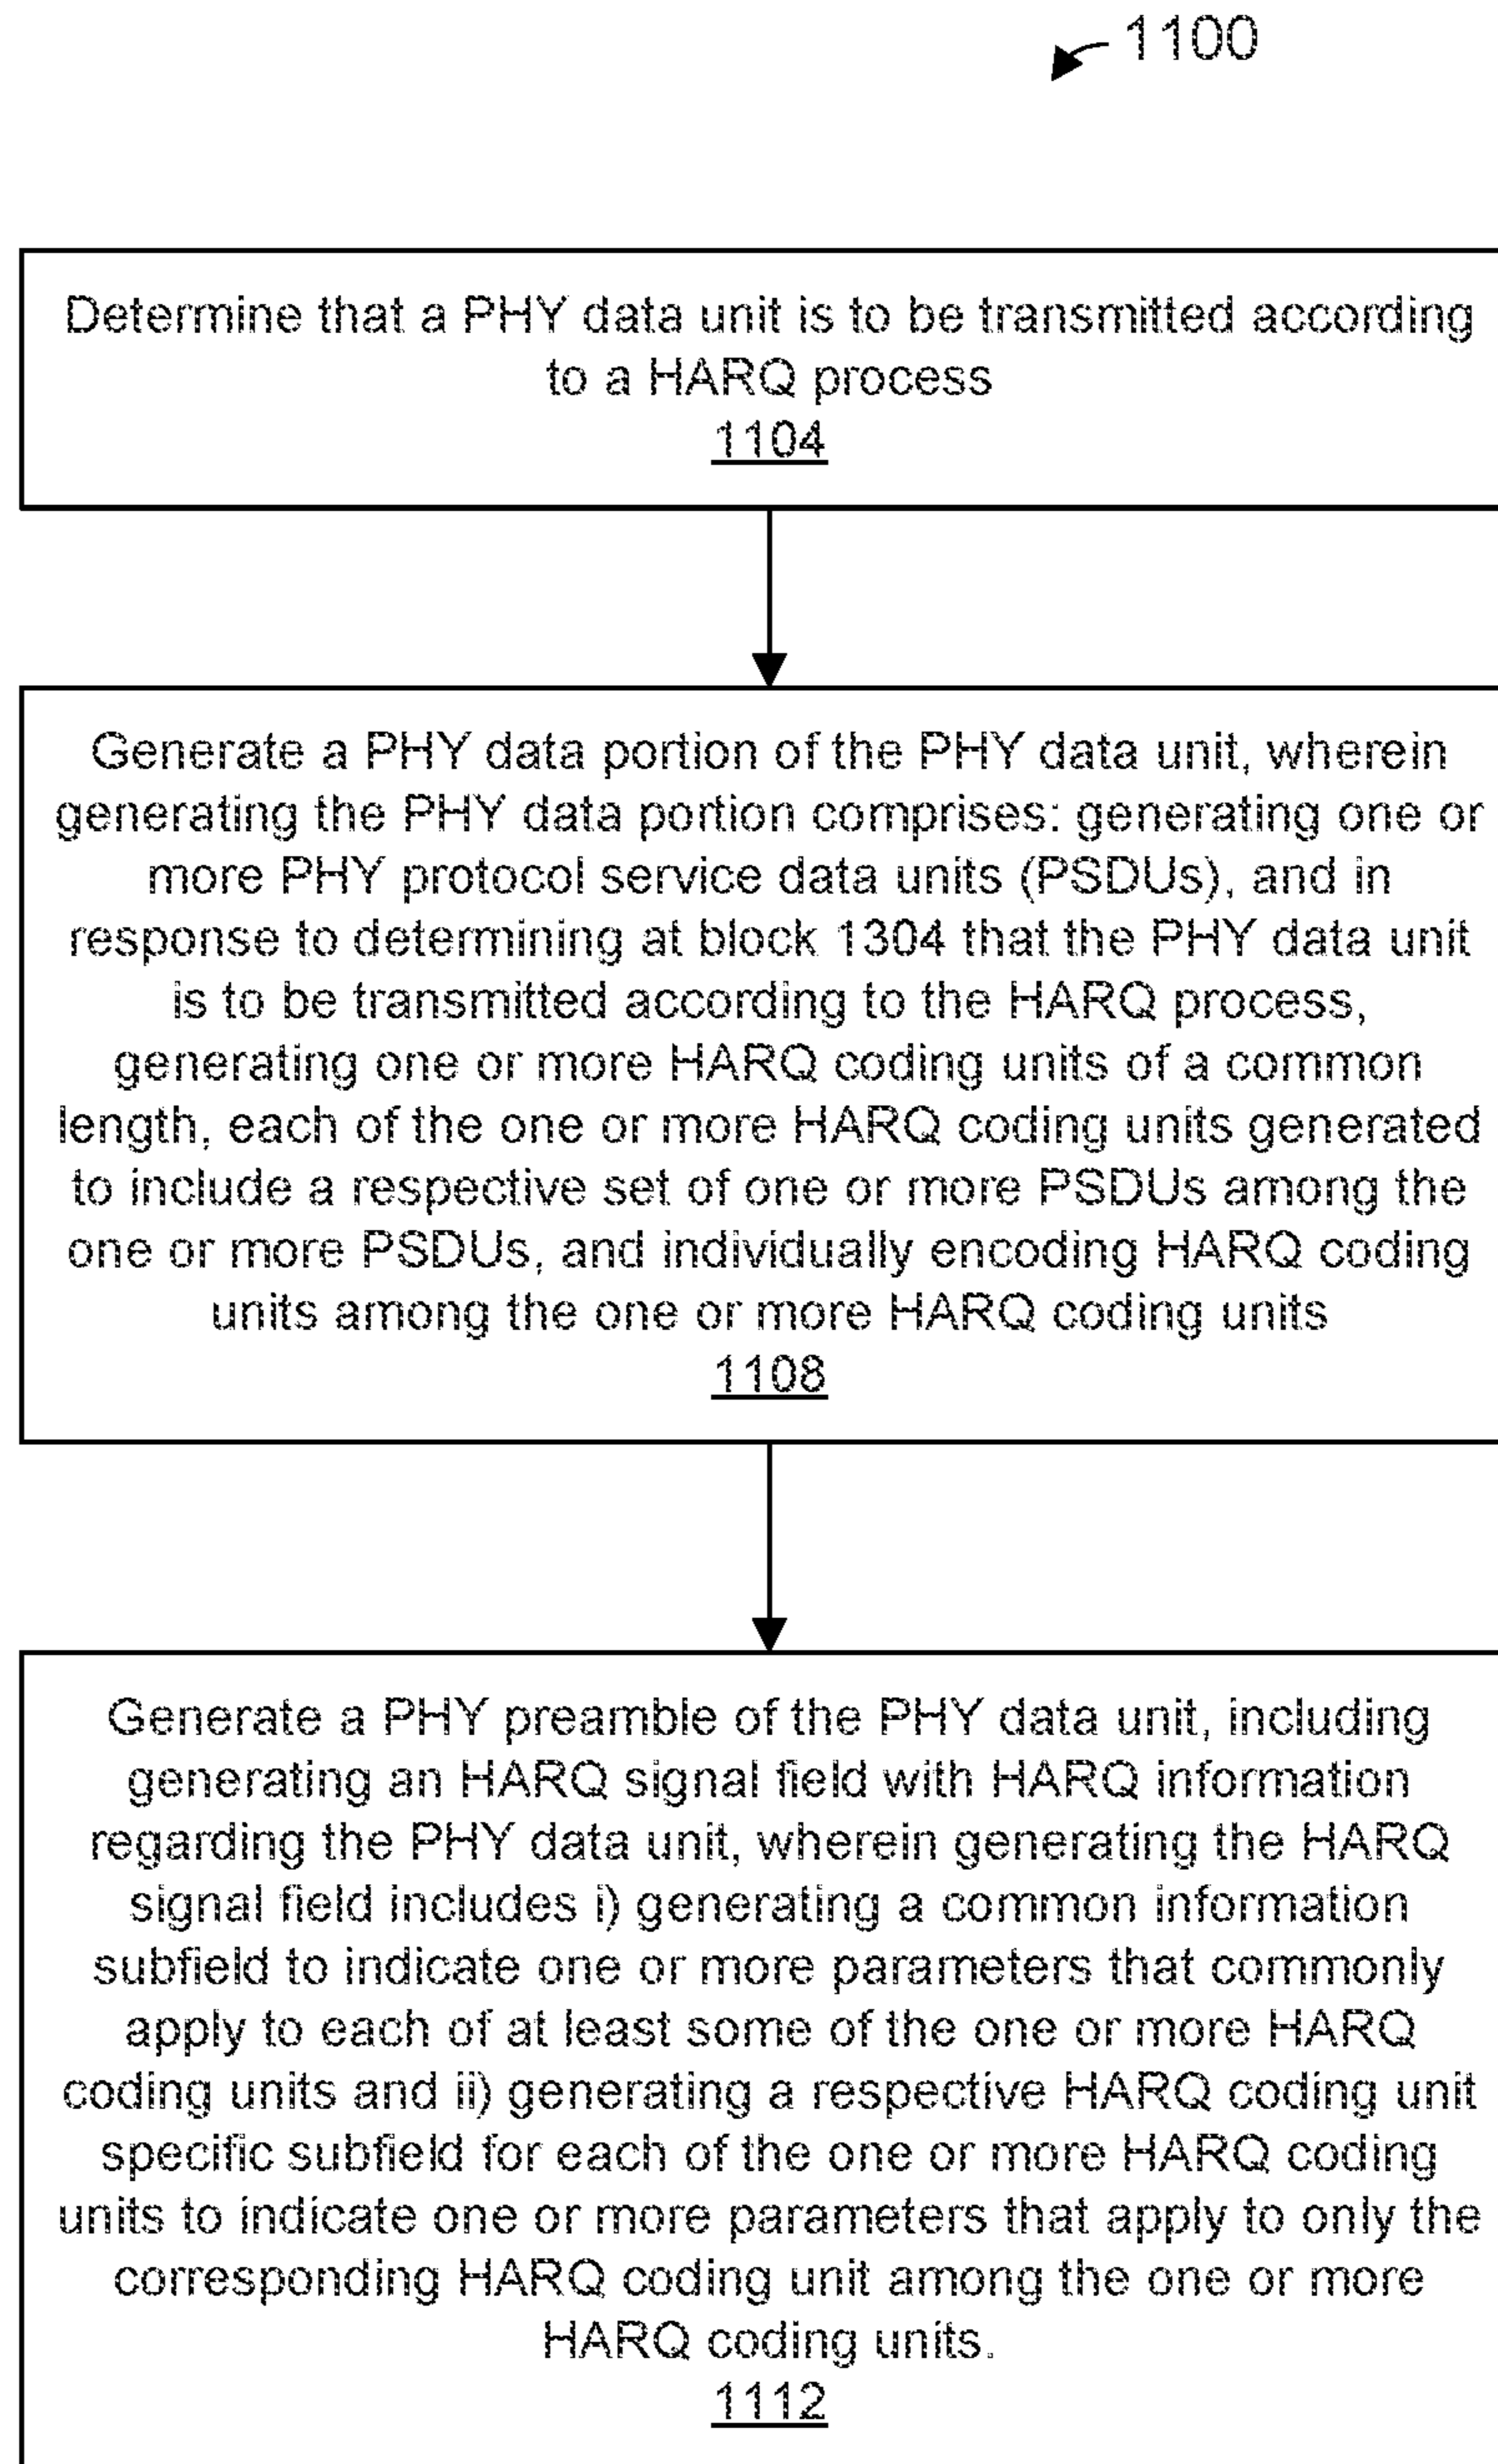 1100
Determine that a PHY data unit is to be transmitted according
to a HARQ process
1104
Generate a PHY data portion of the PHY data unit, wherein
generating the PHY data portion comprises: generating one or
more PHY protocol service data units (PSDUs), and in
response to determining at block 1304 that the PHY data unit
is to be transmitted according to the HARQ process,
generating one or more HARQ coding units of a common
length, each of the one or more HARQ coding units generated
to include a respective set of one or more PSDUs among the
one or more PSDUs, and individually encoding HARQ coding
units among the one or more HARQ coding units
1108
Generate a PHY preamble of the PHY data unit, including
generating an HARQ signal field with HARQ information
regarding the PHY data unit, wherein generating the HARQ
signal field includes i) generating a common information
subfield to indicate one or more parameters that commonly
apply to each of at least some of the one or more HARQ
coding units and ii) generating a respective HARQ coding unit
specific subfield for each of the one or more HARQ coding
units to indicate one or more parameters that apply to only the
corresponding HARQ coding unit among the one or more
HARQ coding units.
1112